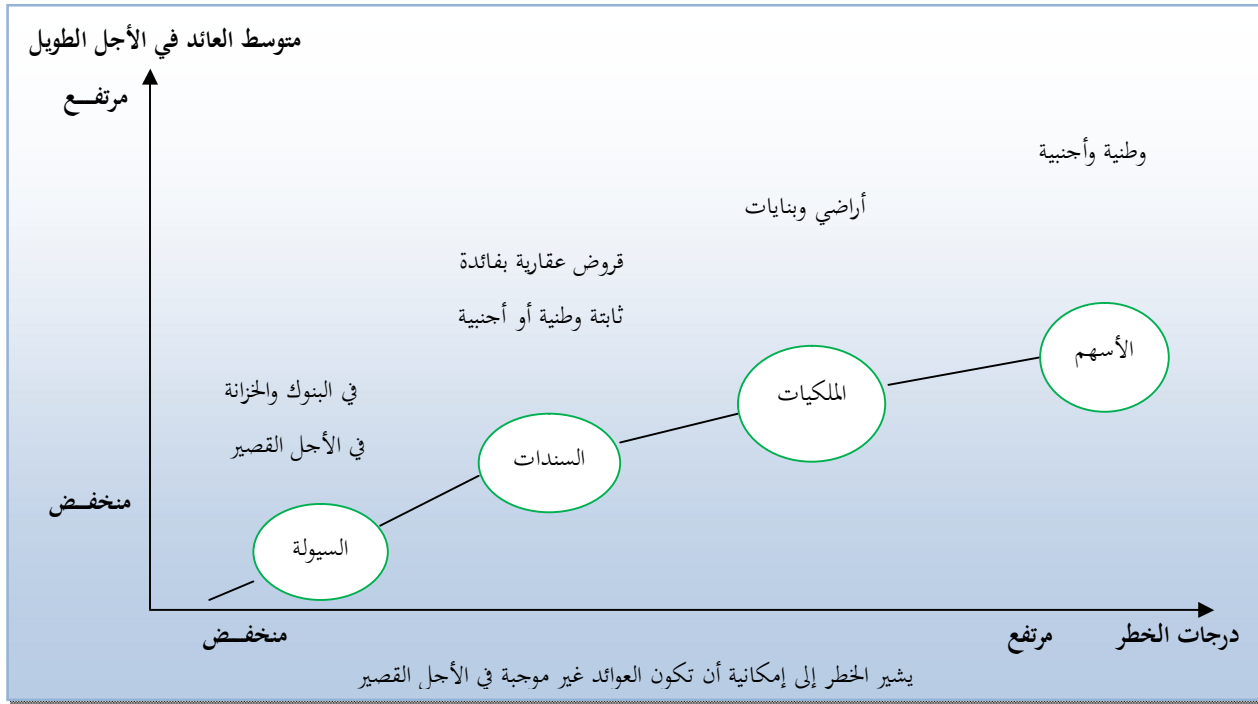 متوسط العائد في الأجل الطويل
مرتفـــع
وطنية وأجنبية
أراضي وبنايات
قروض عقارية بفائدة
ثابتة وطنية أو أجنبية
الأسهم
في البنوك والخزانة
الملكيات
في الأجل القصير
السندات
منخفــض
السيولة
درجات الخطر
مرتفع
منخفــض
يشير الخطر إلى إمكانية أن تكون العوائد غير موجبة في الأجل القصير